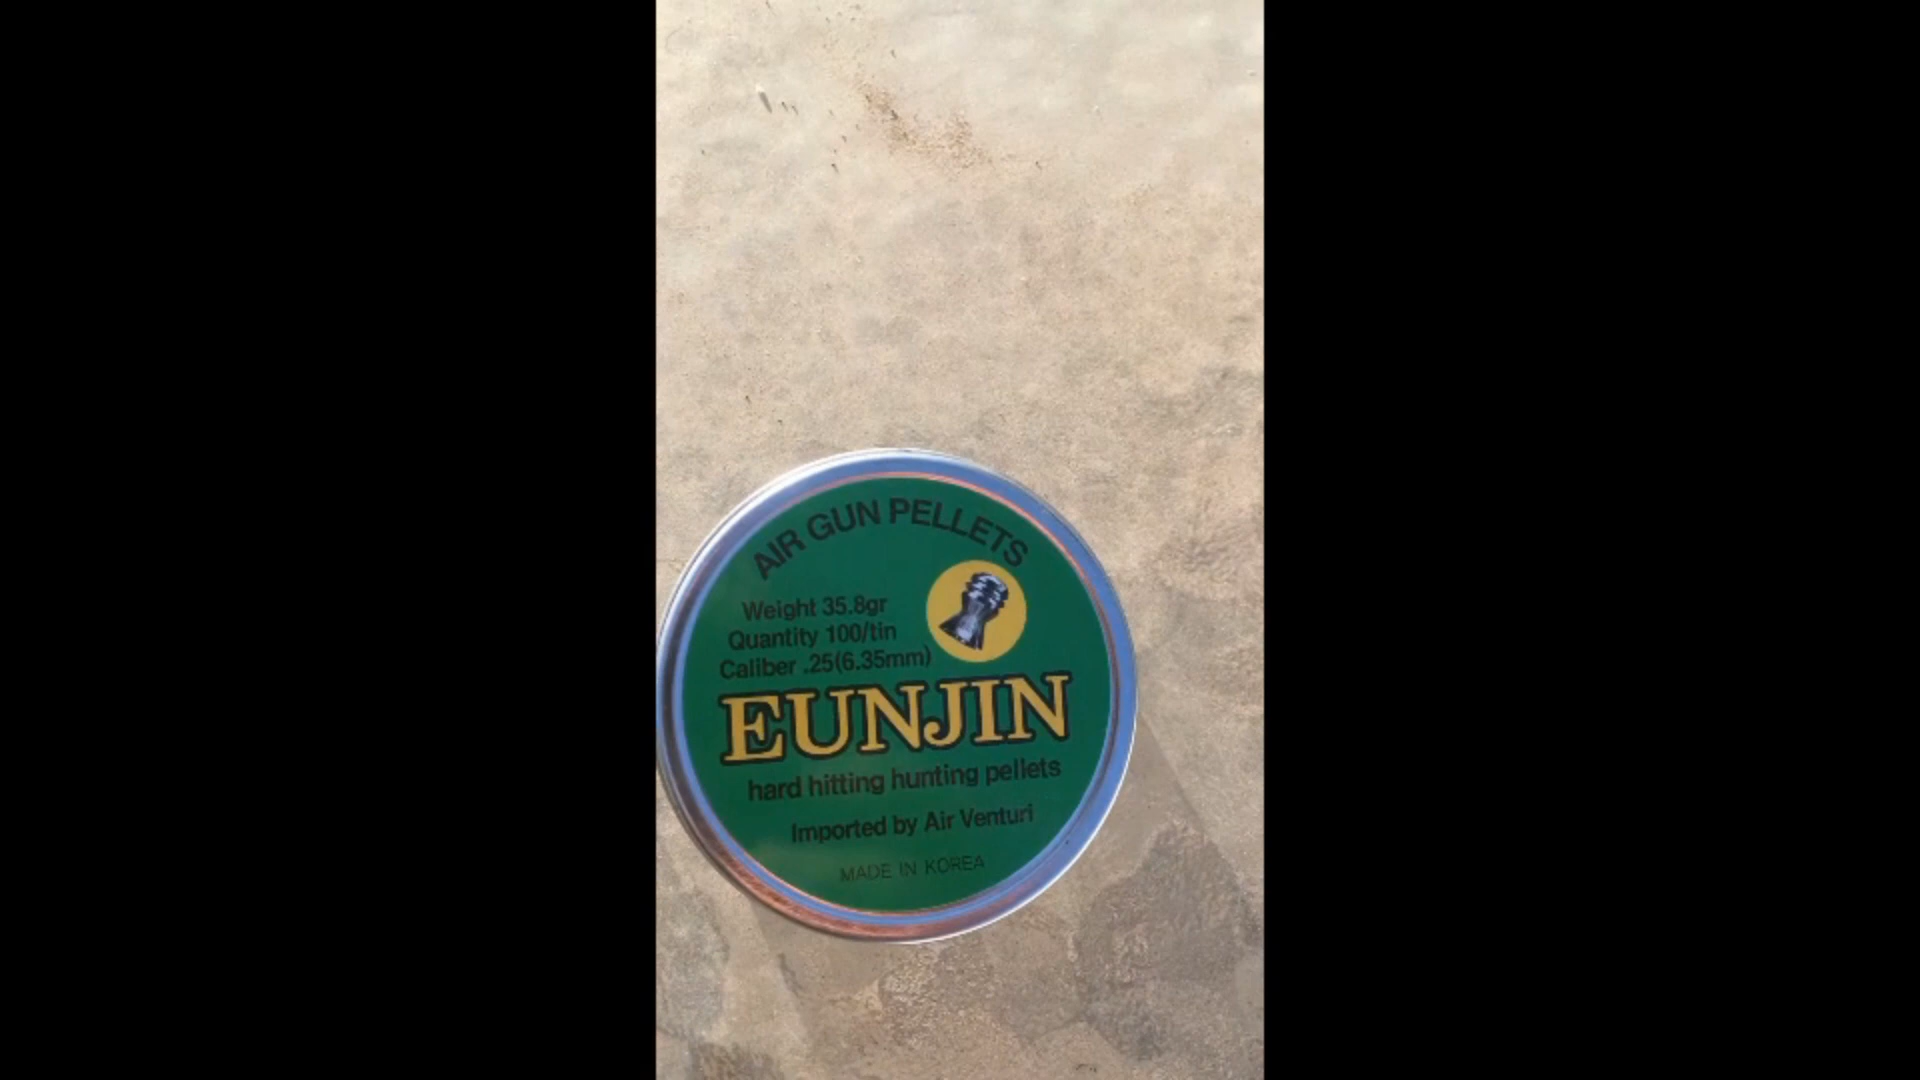 AIR GUN PELLETS
Weight 35.8gr
Quantity 100/tin
Caliber .25(6.35mm)
EUNJIN
hard hitting hunting pellets
Imported by Air Venturi
MADE IN KOREA